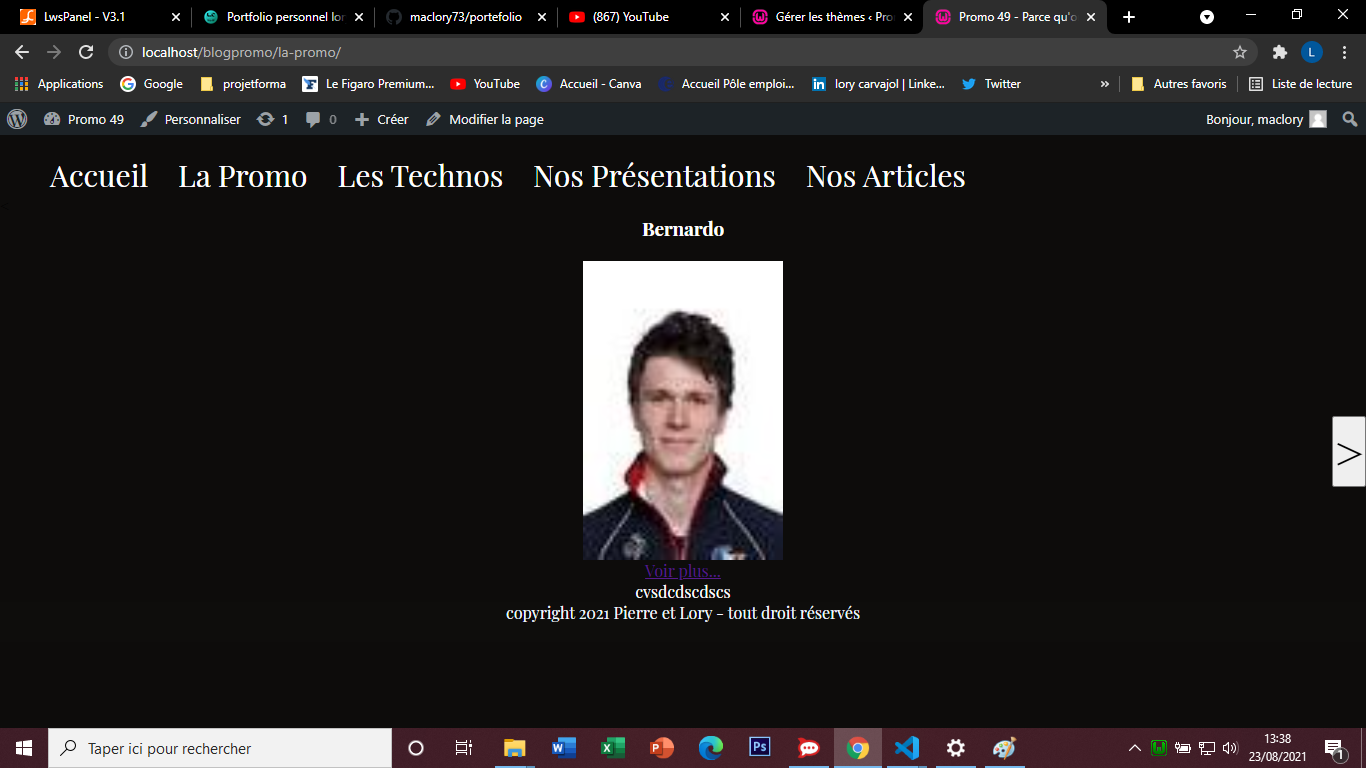 LwsPanel - V3.1
Portfolio personnel lor
maclory73/portefolio
(867) YouTube
Gérer les thèmes ‹ Pro
Promo 49 - Parce qu'o
localhost/blogpromo/la-promo/
L
Applications
Google
projetforma
Le Figaro Premium...
YouTube
Accueil - Canva
Accueil Pôle emploi...
lory carvajol | Linke...
Twitter
»
Autres favoris
Liste de lecture
Promo 49
Personnaliser
1
0
Créer
Modifier la page
Bonjour, maclory
Accueil La Promo Les Technos Nos Présentations Nos Articles
Bernardo
>
Voir plus...
cvsdcdscdscs
copyright 2021 Pierre et Lory - tout droit réservés
Taper ici pour rechercher
13:38
23/08/2021
1